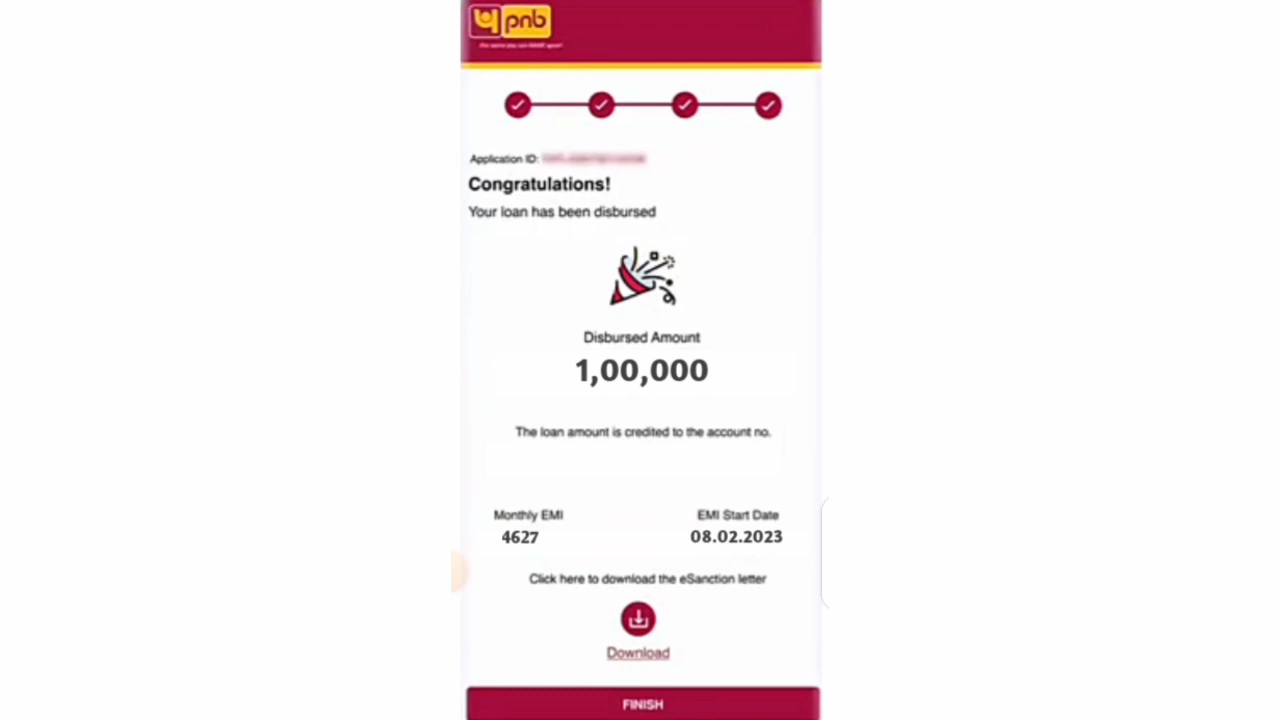 पnb pnb
Application ID:
Congratulations!
Your loan has been disbursed
Disbursed Amount
1,00,000
The loan amount is credited to the account no.
Monthly EMI EMI Start Date
4627 08.02.2023
Click here to download the eSanction letter
Download
FINISH